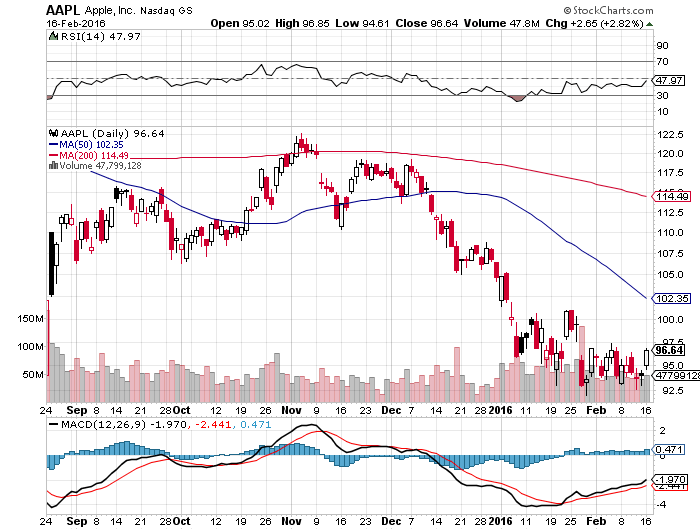 AAPL Apple, Inc. Nasdaq GS © StockCharts.com
16-Feb-2016 Open 95.02 High 96.85 Low 94.61 Close 96.64 Volume 47.8M Chg +2.65 (+2.82%)
RSI(14) 47.97
90
70
47.97
30
10
AAPL (Daily) 96.64
MA(50) 102.35
MA(200) 114.49
Volume 47,799,128
122.5
120.0
117.5
114.49
112.5
110.0
107.5
105.0
102.35
100.0
97.5
96.64
95.0
47799128
92.5
150M
100M
50M
24 Sep 8 14 21 28 Oct 12 19 26 Nov 9 16 23 Dec 7 14 21 28 2016 11 19 25 Feb 8 16
MACD(12,26,9) -1.970, -2.441, 0.471
2
0.471
-1.970
-2.441
-4
24 Sep 8 14 21 28 Oct 12 19 26 Nov 9 16 23 Dec 7 14 21 28 2016 11 19 25 Feb 8 16